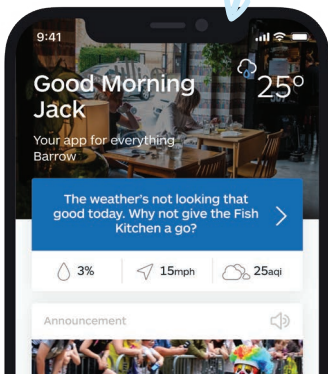 9:41
Good Morning
Jack
25°
Your app for everything
Barrow
The weather's not looking that
good today. Why not give the Fish
Kitchen a go?
3%
15mph
25aqi
Announcement